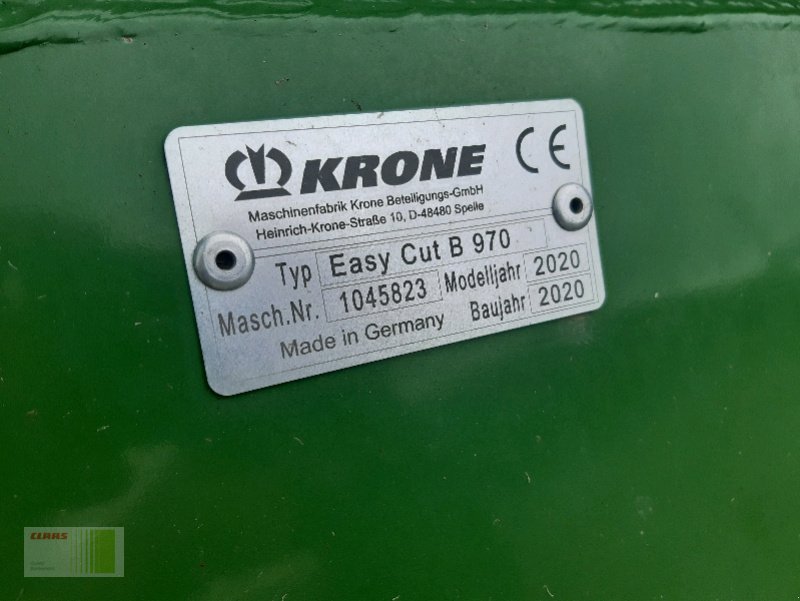 KRONE CE
Maschinenfabrik Krone Beteiligungs-GmbH
Heinrich-Krone-Straße 10, D-48480 Spelle
Typ Easy Cut B 970
Masch.Nr. 1045823 Modelljahr 2020
Made in Germany Baujahr 2020
CLAAS